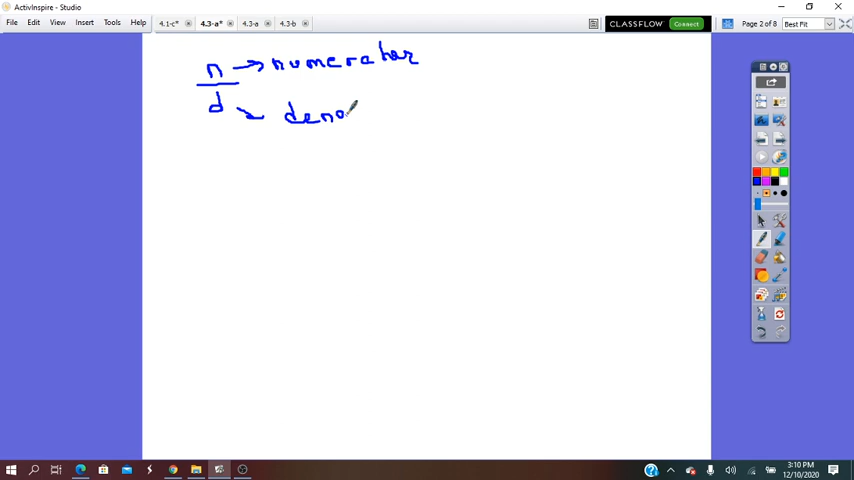 ActivInspire - Studio
File Edit View Insert Tools Help
4.1-c* 4.3-a* 4.3-a 4.3-b
CLASSFLOW Connect
Page 2 of 8 Best Fit
n → numerator
d → deno
3:10 PM
12/10/2020